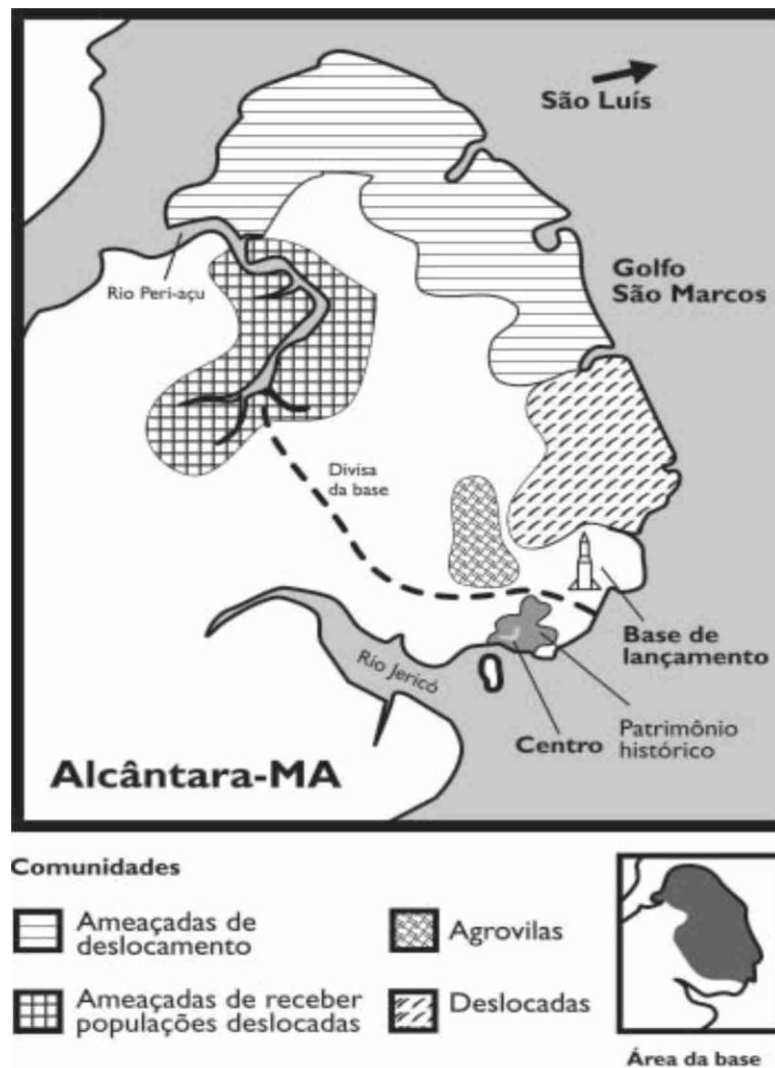 São Luís
Golfo
São Marcos
Rio Peri-açu
Divisa
da base
Base de
lançamento
Rio Jericó
Centro
Patrimônio
histórico
Alcântara-MA
Comunidades
Ameaçadas de
deslocamento
Ameaçadas de receber
populações deslocadas
Agrovilas
Deslocadas
Área da base